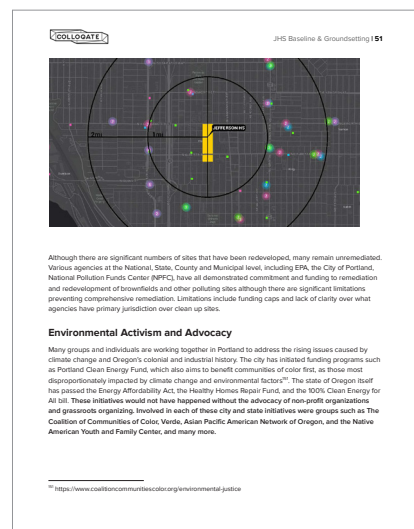 COLLOGATE
JHS Baseline & Groundsetting | 51
JEFFERSON HS
2mi
1mi
Although there are significant numbers of sites that have been redeveloped, many remain unremediated.
Various agencies at the National, State, County and Municipal level, including EPA, the City of Portland,
National Pollution Funds Center (NPFC), have all demonstrated commitment and funding to remediation
and redevelopment of brownfields and other polluting sites although there are significant limitations
preventing comprehensive remediation. Limitations include funding caps and lack of clarity over what
agencies have primary jurisdiction over clean up sites.
Environmental Activism and Advocacy
Many groups and individuals are working together in Portland to address the rising issues caused by
climate change and Oregon's colonial and industrial history. The city has initiated funding programs such
as Portland Clean Energy Fund, which also aims to benefit communities of color first, as those most
disproportionately impacted by climate change and environmental factors. The state of Oregon itself
has passed the Energy Affordability Act, the Healthy Homes Repair Fund, and the 100% Clean Energy for
All bill. These initiatives would not have happened without the advocacy of non-profit organizations
and grassroots organizing. Involved in each of these city and state initiatives were groups such as The
Coalition of Communities of Color, Verde, Asian Pacific American Network of Oregon, and the Native
American Youth and Family Center, and many more.
https://www.coalitioncommunitiescolor.org/environmental-justice